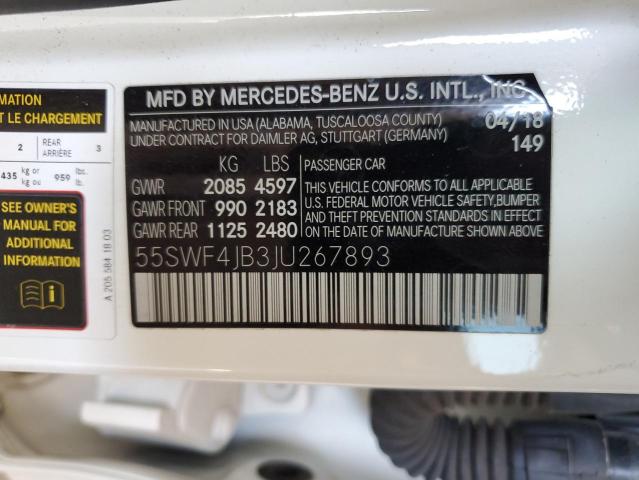 MATION
T LE CHARGEMENT
2 REAR ARRIÈRE 3
435 kg or kg ou 959 lbs. lb.
SEE OWNER'S
MANUAL FOR
ADDITIONAL
INFORMATION
A 205 584 18 03
MFD BY MERCEDES-BENZ U.S. INTL., INC
MANUFACTURED IN USA (ALABAMA, TUSCALOOSA COUNTY) 04/18
UNDER CONTRACT FOR DAIMLER AG, STUTTGART (GERMANY) 149
KG LBS PASSENGER CAR
GVWR 2085 4597
GAWR FRONT 990 2183
GAWR REAR 1125 2480
THIS VEHICLE CONFORMS TO ALL APPLICABLE
U.S. FEDERAL MOTOR VEHICLE SAFETY,BUMPER
AND THEFT PREVENTION STANDARDS IN EFFECT
ON THE DATE OF MANUFACTURE SHOWN ABOVE.
55SWF4JB3JU267893